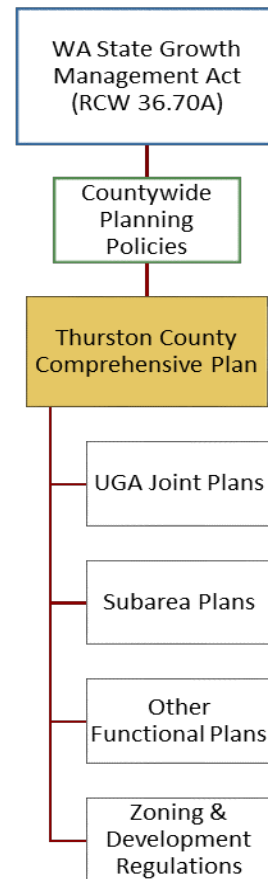 WA State Growth
Management Act
(RCW 36.70A)
Countywide
Planning
Policies
Thurston County
Comprehensive Plan
UGA Joint Plans
Subarea Plans
Other
Functional Plans
Zoning &
Development
Regulations